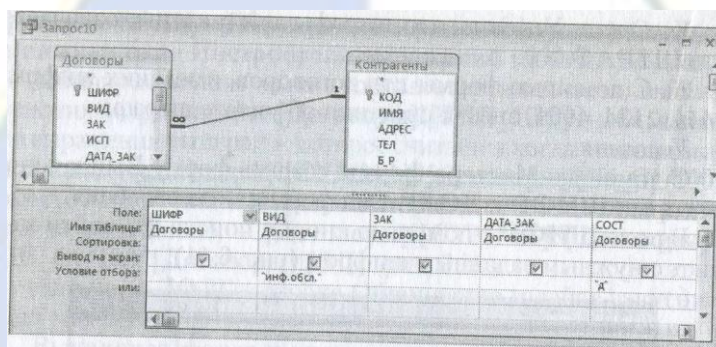 Запрос10
Договоры
ШИФР
ВИД
ЗАК
ИСП
ДАТА_ЗАК
∞
1
Контрагенты
*
КОД
ИМЯ
АДРЕС
ТЕЛ
Б_Р
Поле: ШИФР ВИД ЗАК ДАТА_ЗАК СОСТ
Имя таблицы: Договоры Договоры Договоры Договоры Договоры
Сортировка:
Вывод на экран:
Условие отбора: "инф.обсл." "д"
или: